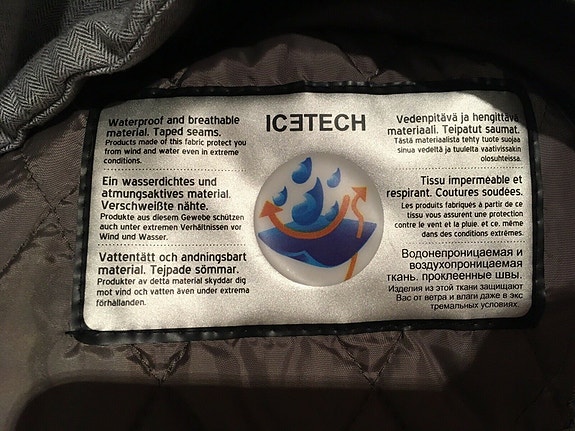 ICƎTECH
Waterproof and breathable
material. Taped seams.
Products made of this fabric protect you
from wind and water even in extreme
conditions.
Ein wasserdichtes und
atmungsaktives material.
Verschweißte nähte.
Produkte aus diesem Gewebe schützen
auch unter extremen Verhältnissen vor
Wind und Wasser.
Vattentätt och andningsbart
material. Tejpade sömmar.
Produkter av detta material skyddar dig
mot vind och vatten även under extrema
förhållanden.
Vedenpitävä ja hengittävä
materiaali. Teipatut saumat.
Tästä materiaalista tehty tuote suojaa
sinua vedeltä ja tuulelta vaativissakin
olosuhteissa.
Tissu imperméable et
respirant. Coutures soudées.
Les produits fabriqués à partir de ce
tissu vous assurent une protection
contre le vent et la pluie. et ce, même
dans des conditions extrêmes.
Водонепроницаемая и
воздухопроницаемая
ткань. проклеенные швы.
Изделия из этой ткани защищают
Вас от ветра и влаги даже в экс
тремальных условиях.